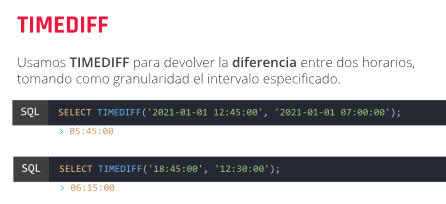 TIMEDIFF
Usamos TIMEDIFF para devolver la diferencia entre dos horarios,
tomando como granularidad el intervalo especificado.
SQL SELECT TIMEDIFF('2021-01-01 12:45:00', '2021-01-01 07:00:00');
> 05:45:00
SQL SELECT TIMEDIFF('18:45:00', '12:30:00');
> 06:15:00